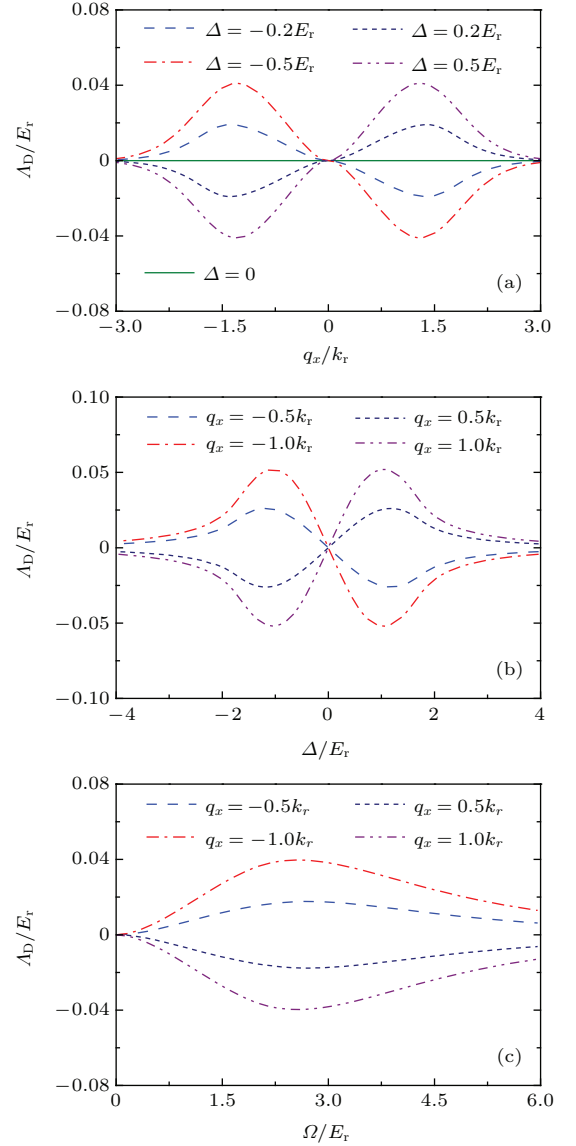 0.08
Δ = −0.2Er Δ = 0.2Er
Δ = −0.5Er Δ = 0.5Er
0.04
ΛD/Er
0
−0.04
Δ = 0
(a)
−0.08
−3.0 −1.5 0 1.5 3.0
qx/kr
0.10
qx = −0.5kr qx = 0.5kr
qx = −1.0kr qx = 1.0kr
0.05
ΛD/Er
0
−0.05
(b)
−0.10
−4 −2 0 2 4
Δ/Er
0.08
qx = −0.5kr qx = 0.5kr
qx = −1.0kr qx = 1.0kr
0.04
ΛD/Er
0
−0.04
(c)
−0.08
0 1.5 3.0 4.5 6.0
Ω/Er